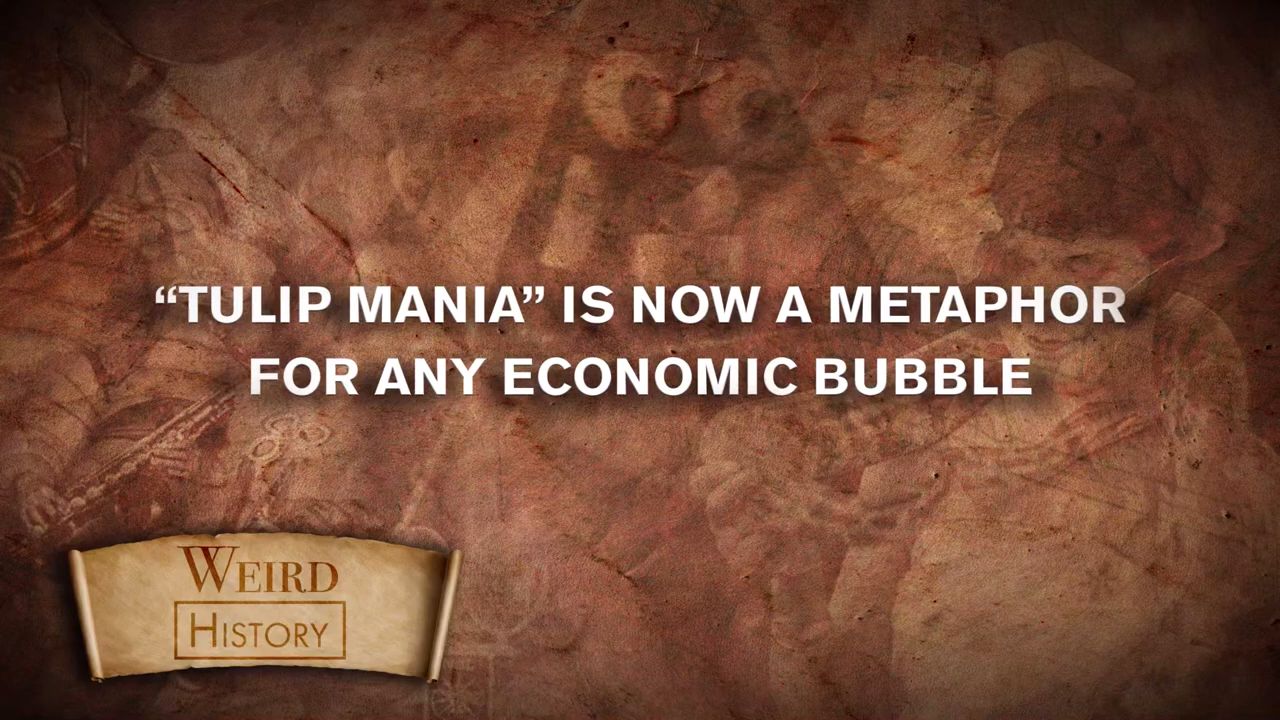 “TULIP MANIA” IS NOW A METAPHOR
FOR ANY ECONOMIC BUBBLE
WEIRD
HISTORY